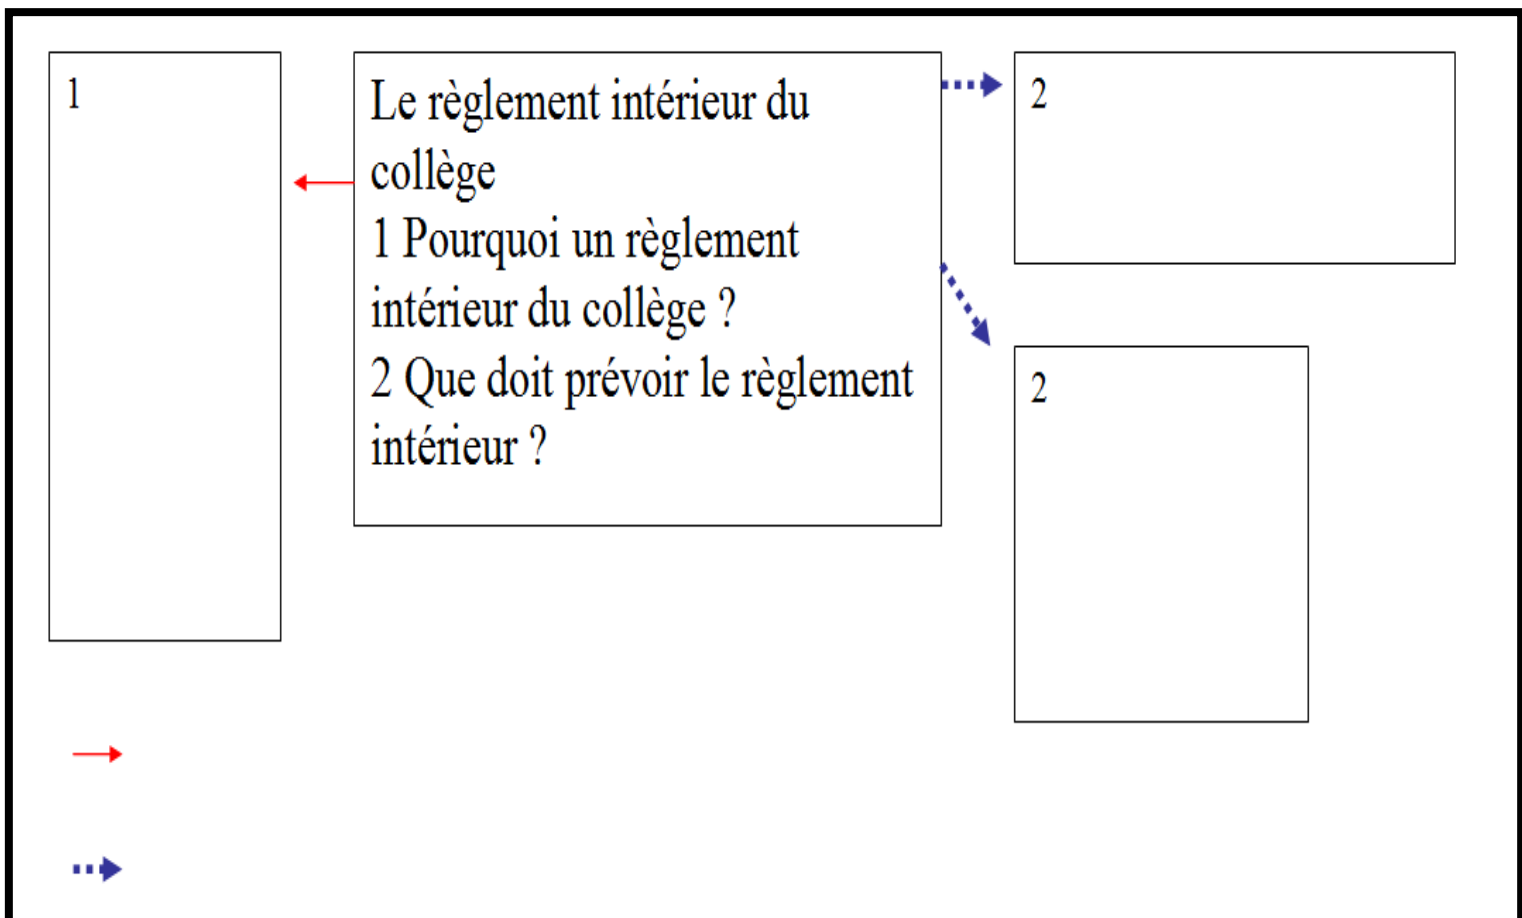 1
Le règlement intérieur du
collège
1 Pourquoi un règlement
intérieur du collège ?
2 Que doit prévoir le règlement
intérieur ?
2
2